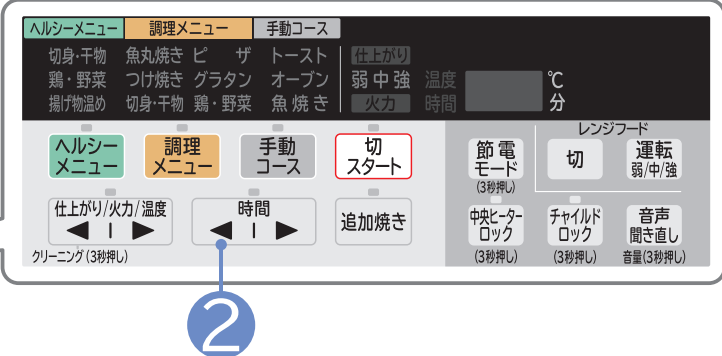 ヘルシーメニュー 調理メニュー 手動コース
切身・干物 魚丸焼き ピザ トースト 仕上がり
鶏・野菜 つけ焼き グラタン オーブン 弱 中 強 温度 ℃
揚げ物温め 切身・干物 鶏・野菜 魚焼き 火力 時間 分
レンジフード
ヘルシー
メニュー
調理
メニュー
手動
コース
切
スタート
節電
モード
(3秒押し)
切
運転
弱/中/強
仕上がり/火力/温度
◀ | ▶
クリーニング(3秒押し)
時間
◀ | ▶
追加焼き
中央ヒーター
ロック
(3秒押し)
チャイルド
ロック
(3秒押し)
音声
聞き直し
音量(3秒押し)
2